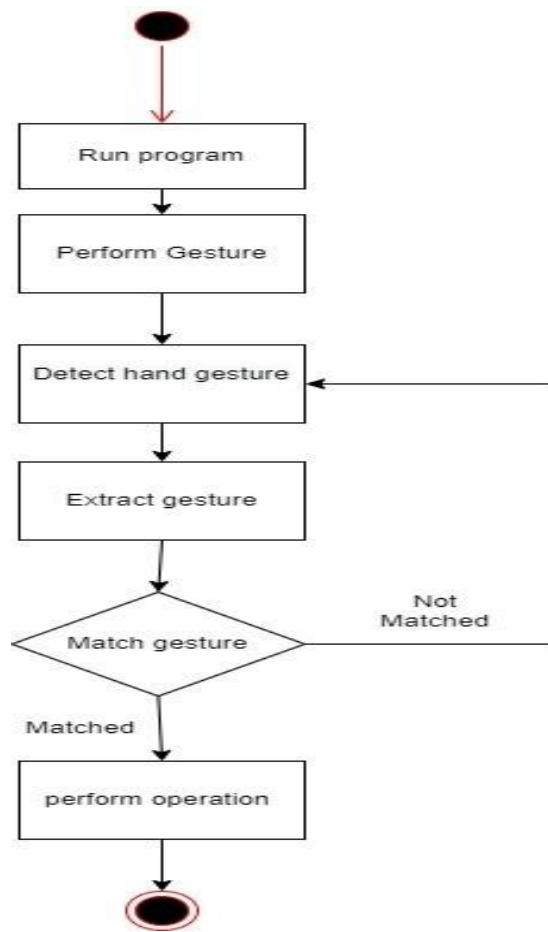 Run program
Perform Gesture
Detect hand gesture
Extract gesture
Not
Matched
Match gesture
Matched
perform operation